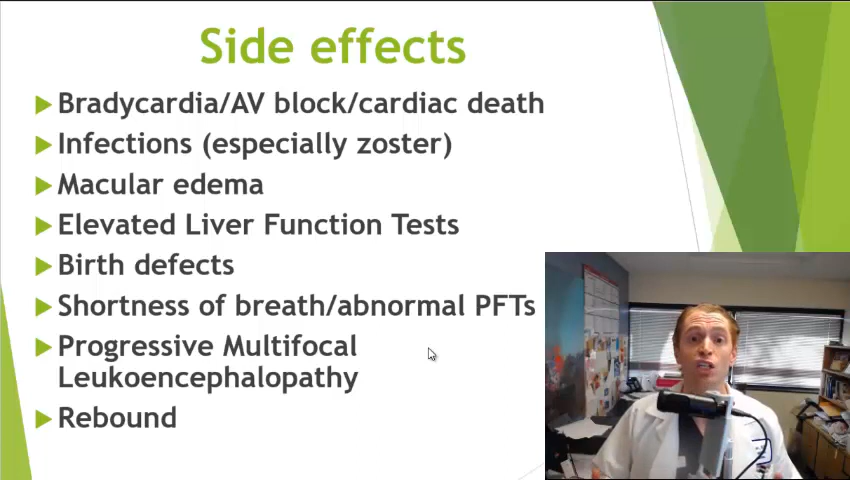 Side effects
Bradycardia/AV block/cardiac death
Infections (especially zoster)
Macular edema
Elevated Liver Function Tests
Birth defects
Shortness of breath/abnormal PFTs
Progressive Multifocal
Leukoencephalopathy
Rebound